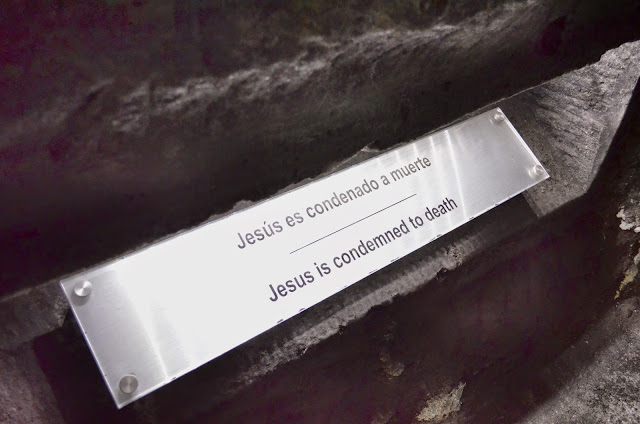 Jesús es condenado a muerte
Jesus is condemned to death